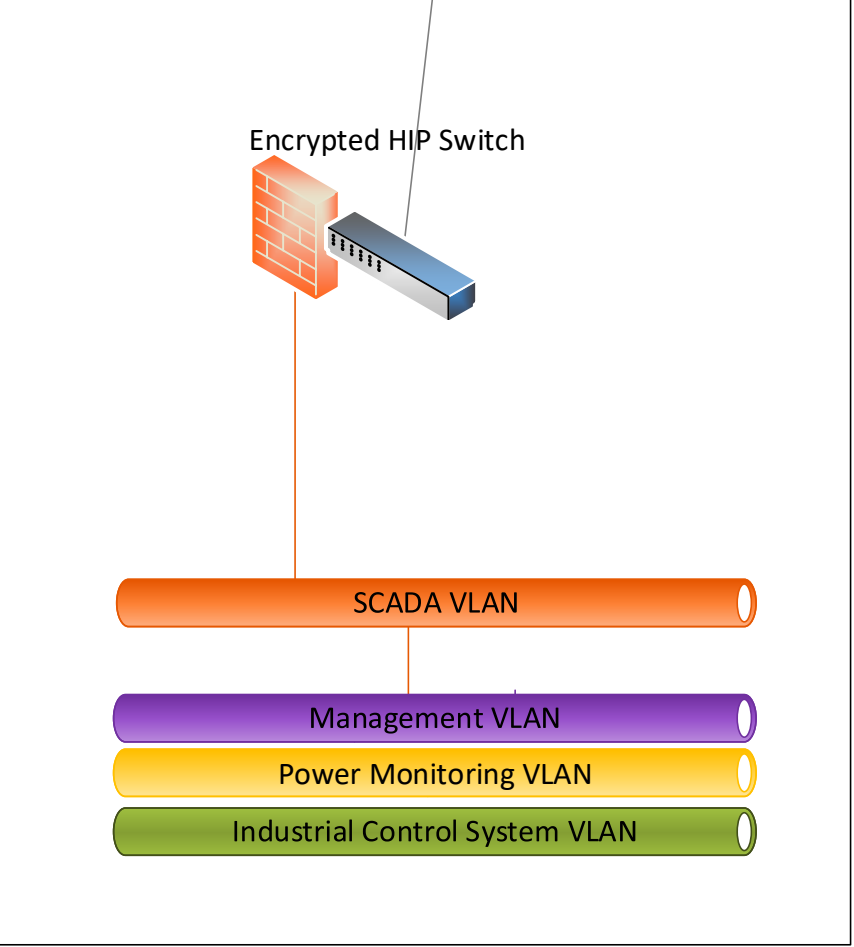 Encrypted HIP Switch
SCADA VLAN
Management VLAN
Power Monitoring VLAN
Industrial Control System VLAN